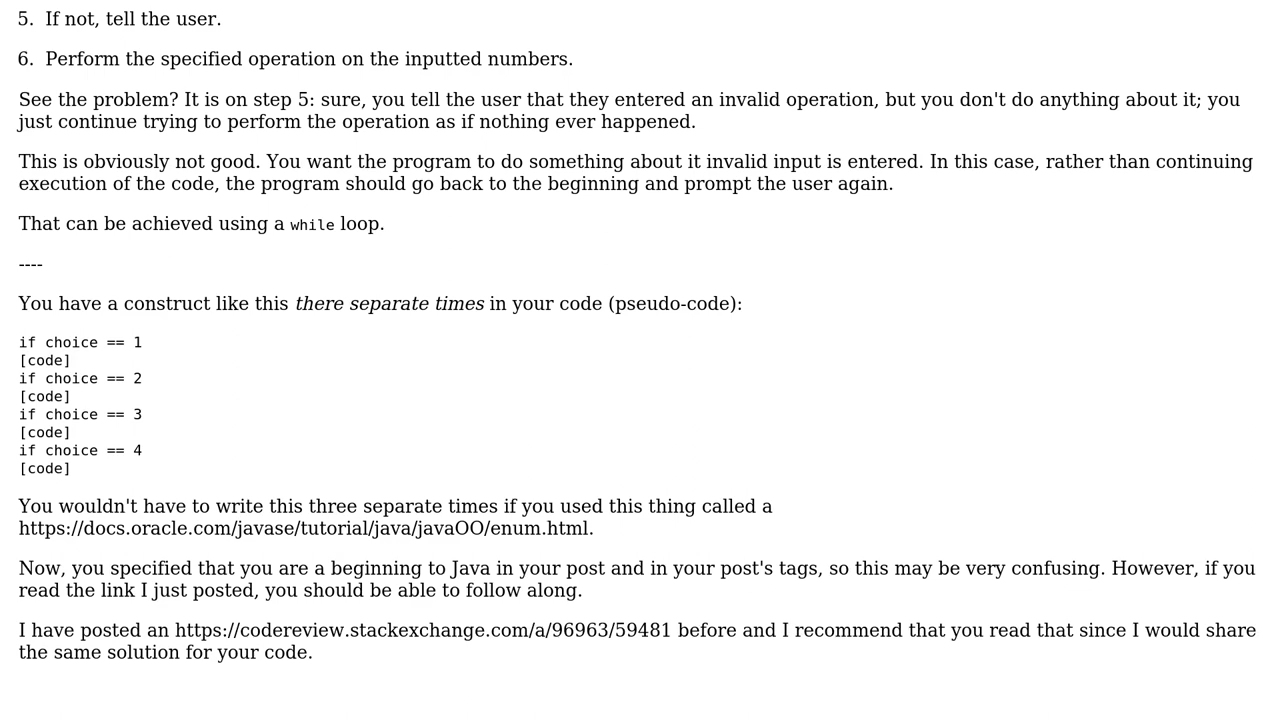 5. If not, tell the user.
6. Perform the specified operation on the inputted numbers.
See the problem? It is on step 5: sure, you tell the user that they entered an invalid operation, but you don't do anything about it; you
just continue trying to perform the operation as if nothing ever happened.
This is obviously not good. You want the program to do something about it invalid input is entered. In this case, rather than continuing
execution of the code, the program should go back to the beginning and prompt the user again.
That can be achieved using a while loop.
----
You have a construct like this there separate times in your code (pseudo-code):
if choice == 1
[code]
if choice == 2
[code]
if choice == 3
[code]
if choice == 4
[code]
You wouldn't have to write this three separate times if you used this thing called a
https://docs.oracle.com/javase/tutorial/java/javaOO/enum.html.
Now, you specified that you are a beginning to Java in your post and in your post's tags, so this may be very confusing. However, if you
read the link I just posted, you should be able to follow along.
I have posted an https://codereview.stackexchange.com/a/96963/59481 before and I recommend that you read that since I would share
the same solution for your code.